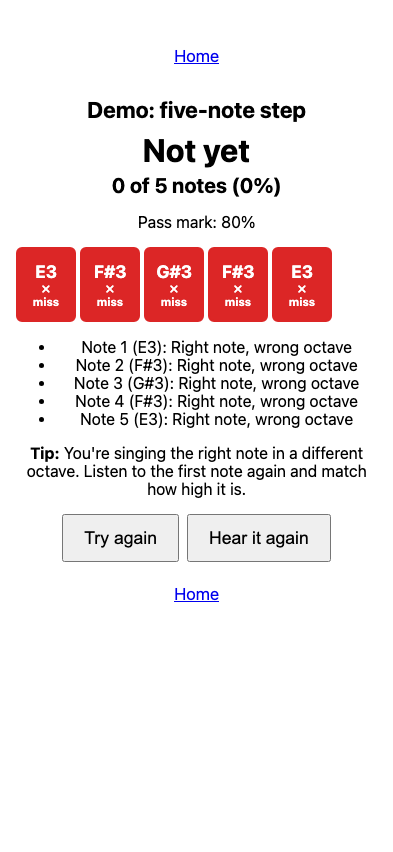 Home
Demo: five-note step
Not yet
0 of 5 notes (0%)
Pass mark: 80%
E3 F#3 G#3 F#3 E3
× × × × ×
miss miss miss miss miss
• Note 1 (E3): Right note, wrong octave
• Note 2 (F#3): Right note, wrong octave
• Note 3 (G#3): Right note, wrong octave
• Note 4 (F#3): Right note, wrong octave
• Note 5 (E3): Right note, wrong octave
Tip: You're singing the right note in a different
octave. Listen to the first note again and match
how high it is.
Try again Hear it again
Home